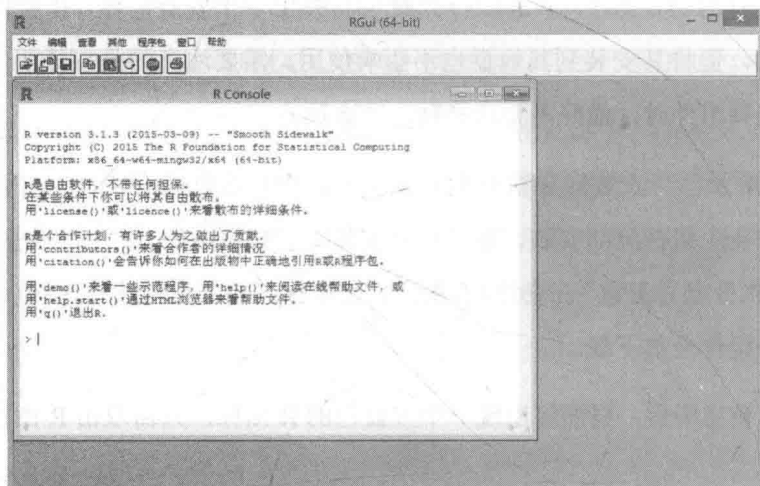 RGui (64-bit)
文件 编辑 查看 其他 程序包 窗口 帮助
R Console
R version 3.1.3 (2015-03-09) -- "Smooth Sidewalk"
Copyright (C) 2015 The R Foundation for Statistical Computing
Platform: x86_64-w64-mingw32/x64 (64-bit)
R是自由软件，不带任何担保。
在某些条件下你可以将其自由散布。
用'license()'或'licence()'来看散布的详细条件。
R是个合作计划，有许多人为之做出了贡献.
用'contributors()'来看合作者的详细情况
用'citation()'会告诉你如何在出版物中正确地引用R或R程序包。
用'demo()'来看一些示范程序，用'help()'来阅读在线帮助文件，或
用'help.start()'通过HTML浏览器来看帮助文件。
用'q()'退出R.
>